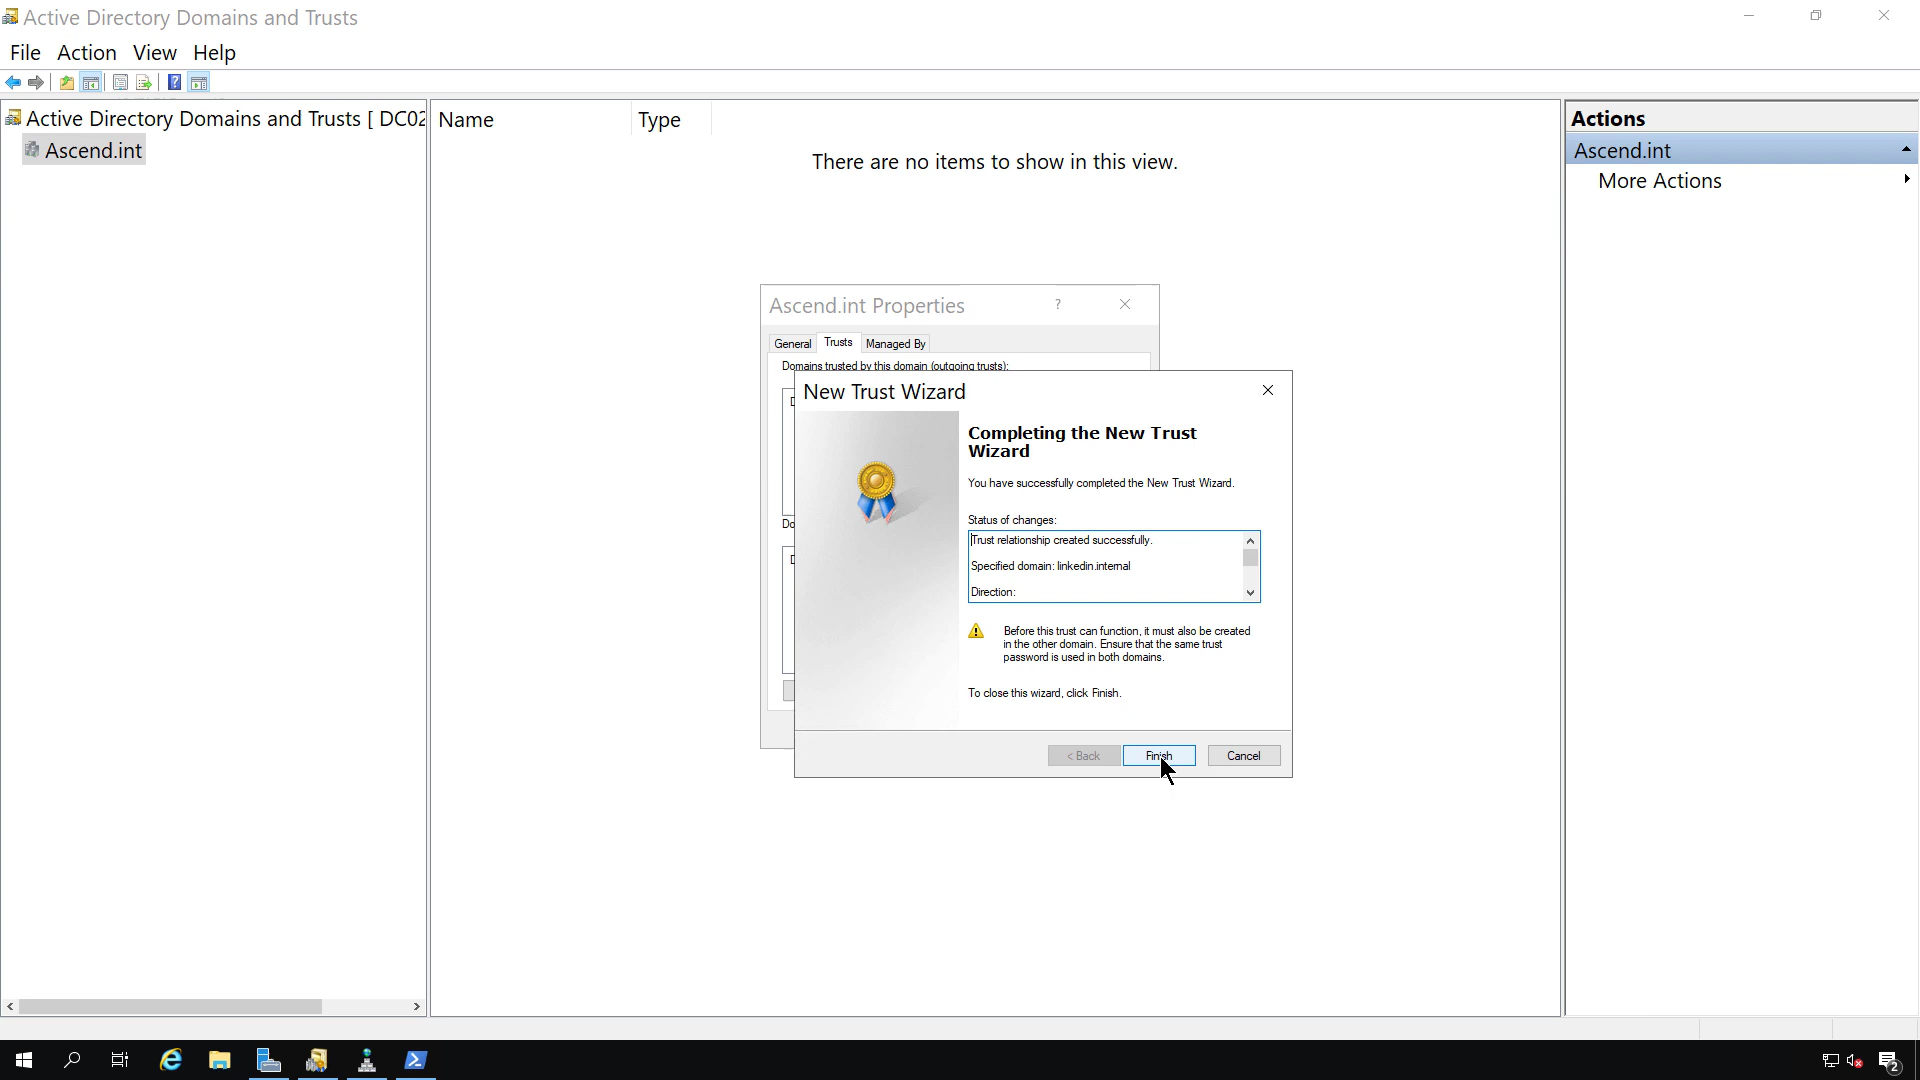 Active Directory Domains and Trusts
File Action View Help
Active Directory Domains and Trusts [ DC02
Ascend.int
Name Type
There are no items to show in this view.
Actions
Ascend.int
More Actions
Ascend.int Properties
General Trusts Managed By
Domains trusted by this domain (outgoing trusts):
Do
New Trust Wizard
Completing the New Trust
Wizard
You have successfully completed the New Trust Wizard.
Status of changes:
Trust relationship created successfully.
Specified domain: linkedin.internal
Direction:
Before this trust can function, it must also be created
in the other domain. Ensure that the same trust
password is used in both domains.
To close this wizard, click Finish.
< Back Finish Cancel
2